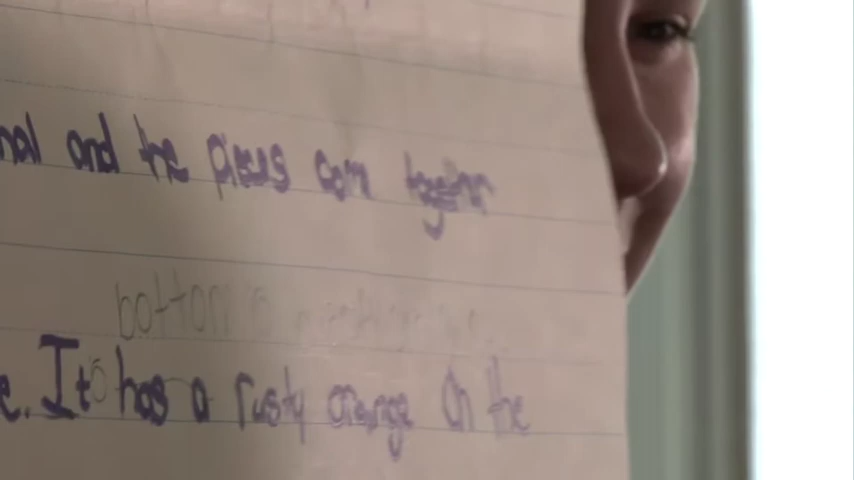 nal and the pieces com together
bottom
e. It has a rusty orange on the